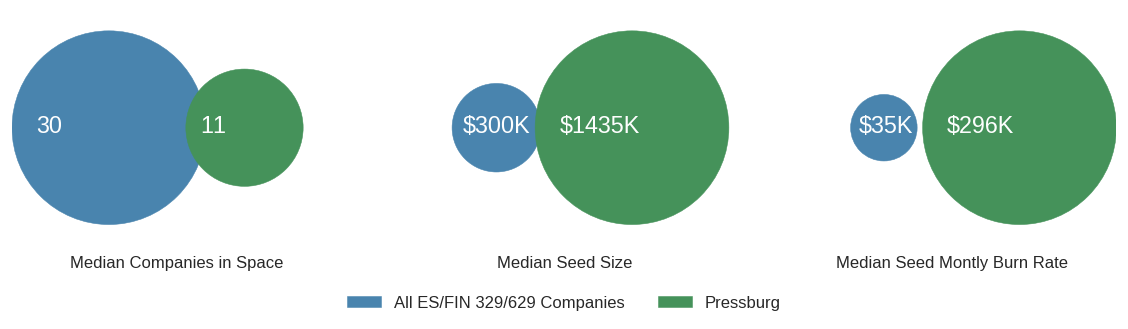 30
11
$300K
$1435K
$35K
$296K
Median Companies in Space
Median Seed Size
Median Seed Montly Burn Rate
All ES/FIN 329/629 Companies
Pressburg